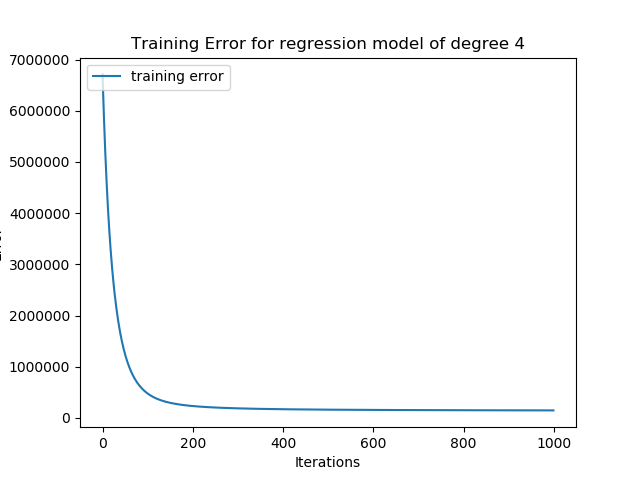 Training Error for regression model of degree 4
training error
7000000
6000000
5000000
4000000
3000000
2000000
1000000
0
0 200 400 600 800 1000
Iterations